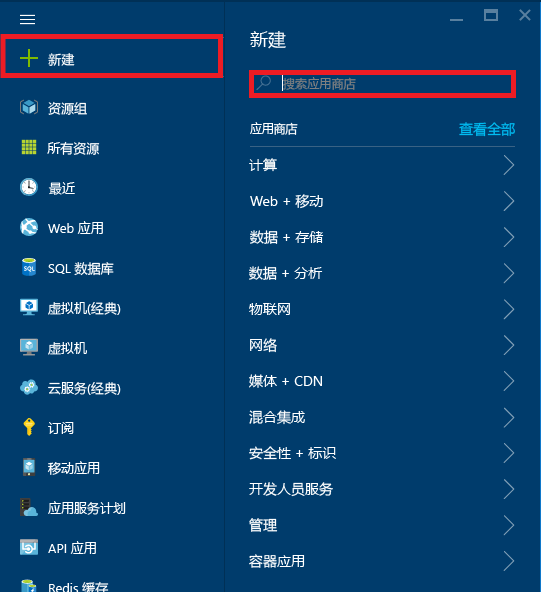 新建
资源组
所有资源
最近
Web 应用
SQL 数据库
虚拟机(经典)
虚拟机
云服务(经典)
订阅
移动应用
应用服务计划
API 应用
Redis 缓存
新建
搜索应用商店
应用商店 查看全部
计算
Web + 移动
数据 + 存储
数据 + 分析
物联网
网络
媒体 + CDN
混合集成
安全性 + 标识
开发人员服务
管理
容器应用